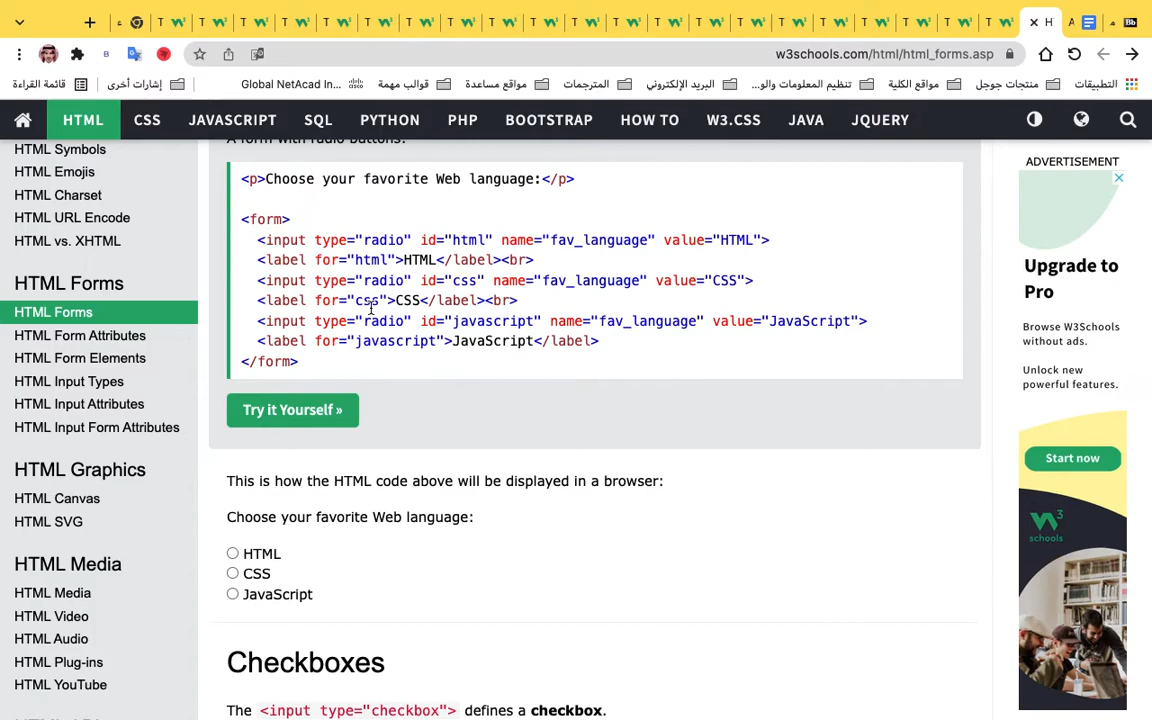 T T T T T T T T T T T T T T T T T T T T H A
w3schools.com/html/html_forms.asp
قائمة القراءة إشارات أخرى Global NetAcad In... قوالب مهمة مواقع مساعدة المترجمات البريد الإلكتروني تنظيم المعلومات والو... مواقع الكلية منتجات جوجل التطبيقات
HTML CSS JAVASCRIPT SQL PYTHON PHP BOOTSTRAP HOW TO W3.CSS JAVA JQUERY
HTML Symbols
HTML Emojis
HTML Charset
HTML URL Encode
HTML vs. XHTML
HTML Forms
HTML Forms
HTML Form Attributes
HTML Form Elements
HTML Input Types
HTML Input Attributes
HTML Input Form Attributes
HTML Graphics
HTML Canvas
HTML SVG
HTML Media
HTML Media
HTML Video
HTML Audio
HTML Plug-ins
HTML YouTube
A form with radio buttons:
<p>Choose your favorite Web language:</p>
<form>
<input type="radio" id="html" name="fav_language" value="HTML">
<label for="html">HTML</label><br>
<input type="radio" id="css" name="fav_language" value="CSS">
<label for="css">CSS</label><br>
<input type="radio" id="javascript" name="fav_language" value="JavaScript">
<label for="javascript">JavaScript</label>
</form>
Try it Yourself »
This is how the HTML code above will be displayed in a browser:
Choose your favorite Web language:
HTML
CSS
JavaScript
Checkboxes
The <input type="checkbox"> defines a checkbox.
ADVERTISEMENT
Upgrade to
Pro
Browse W3Schools
without ads.
Unlock new
powerful features.
Start now
W3
schools